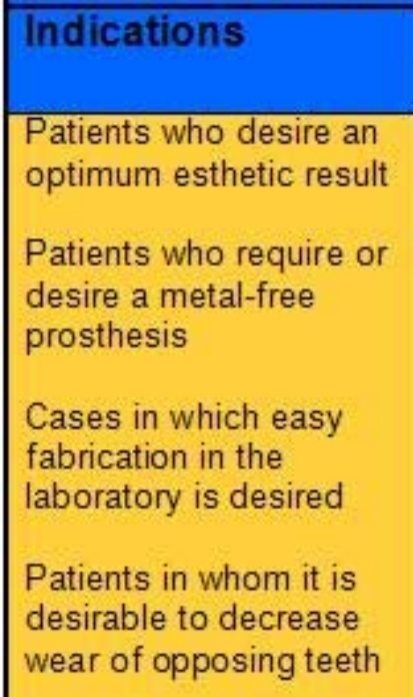 Indications
Patients who desire an
optimum esthetic result
Patients who require or
desire a metal-free
prosthesis
Cases in which easy
fabrication in the
laboratory is desired
Patients in whom it is
desirable to decrease
wear of opposing teeth